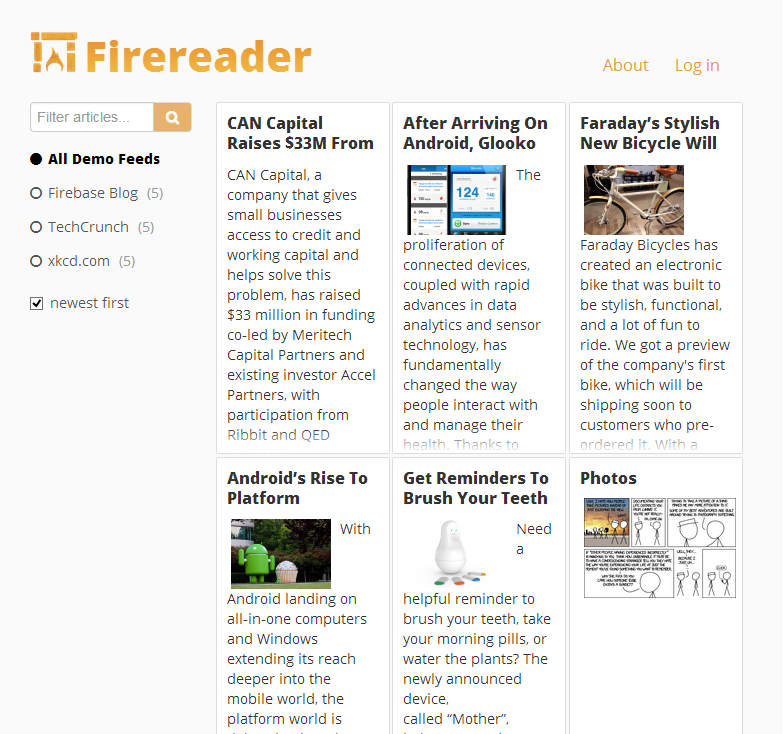 Firereader
About
Log in
Filter articles...
All Demo Feeds
Firebase Blog (5)
TechCrunch (5)
xkcd.com (5)
newest first
CAN Capital
Raises $33M From
CAN Capital, a
company that gives
small businesses
access to credit and
working capital and
helps solve this
problem, has raised
$33 million in funding
co-led by Meritech
Capital Partners and
existing investor Accel
Partners, with
participation from
Ribbit and QED
After Arriving On
Android, Glooko
124
The
proliferation of
connected devices,
coupled with rapid
advances in data
analytics and sensor
technology, has
fundamentally
changed the way
people interact with
and manage their
health. Thanks to
Faraday’s Stylish
New Bicycle Will
Faraday Bicycles has
created an electronic
bike that was built to
be stylish, functional,
and a lot of fun to
ride. We got a preview
of the company's first
bike, which will be
shipping soon to
customers who pre-
ordered it. With a
Android’s Rise To
Platform
With
Android landing on
all-in-one computers
and Windows
extending its reach
deeper into the
mobile world, the
platform world is
Get Reminders To
Brush Your Teeth
Need
a
helpful reminder to
brush your teeth, take
your morning pills, or
water the plants? The
newly announced
device,
called “Mother”,
Photos